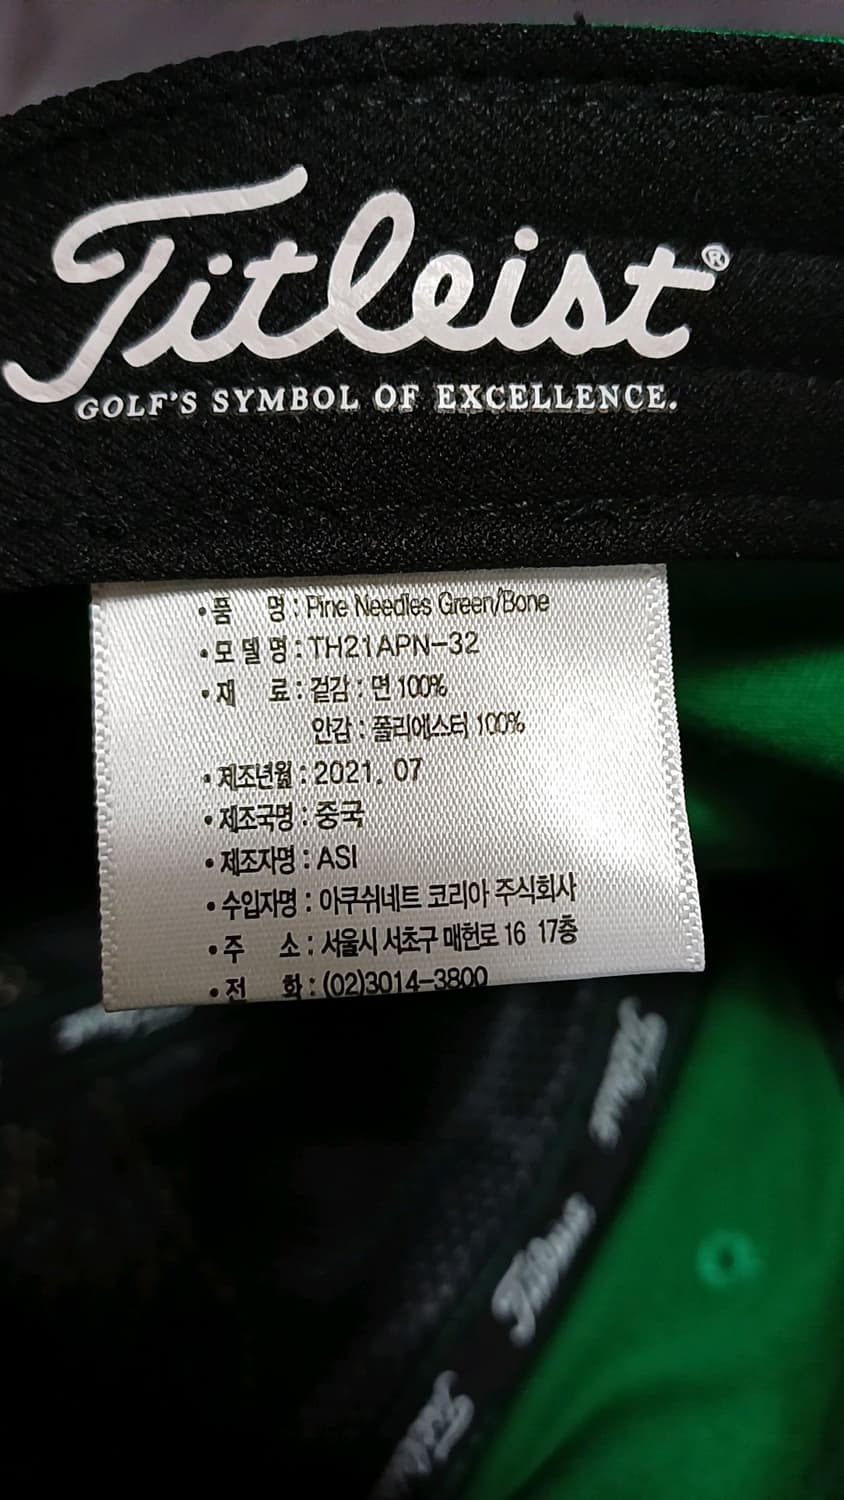 Titleist®
GOLF'S SYMBOL OF EXCELLENCE.
•품 명 : Pine Needles Green/Bone
•모델명 : TH21APN-32
•재 료 : 겉감 : 면 100%
안감 : 폴리에스터 100%
•제조년월 : 2021. 07
•제조국명 : 중국
•제조자명 : ASI
•수입자명 : 아쿠쉬네트 코리아 주식회사
•주 소 : 서울시 서초구 매헌로 16 17층
•전 화 : (02)3014-3800
Titleist
Titleist
Titleist